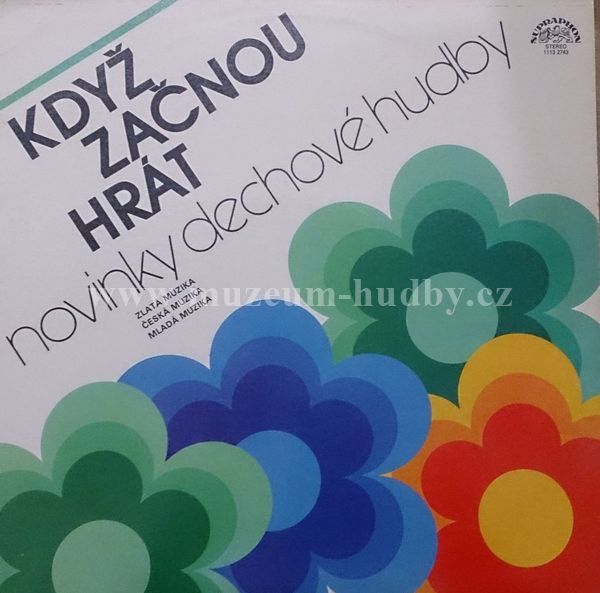 KDYŽ
ZAČNOU
HRÁT
novinky dechové hudby
ZLATÁ MUZIKA
ČESKÁ MUZIKA
MLADÁ MUZIKA
SUPRAPHON
STEREO
1113 2743
www.muzeum-hudby.cz